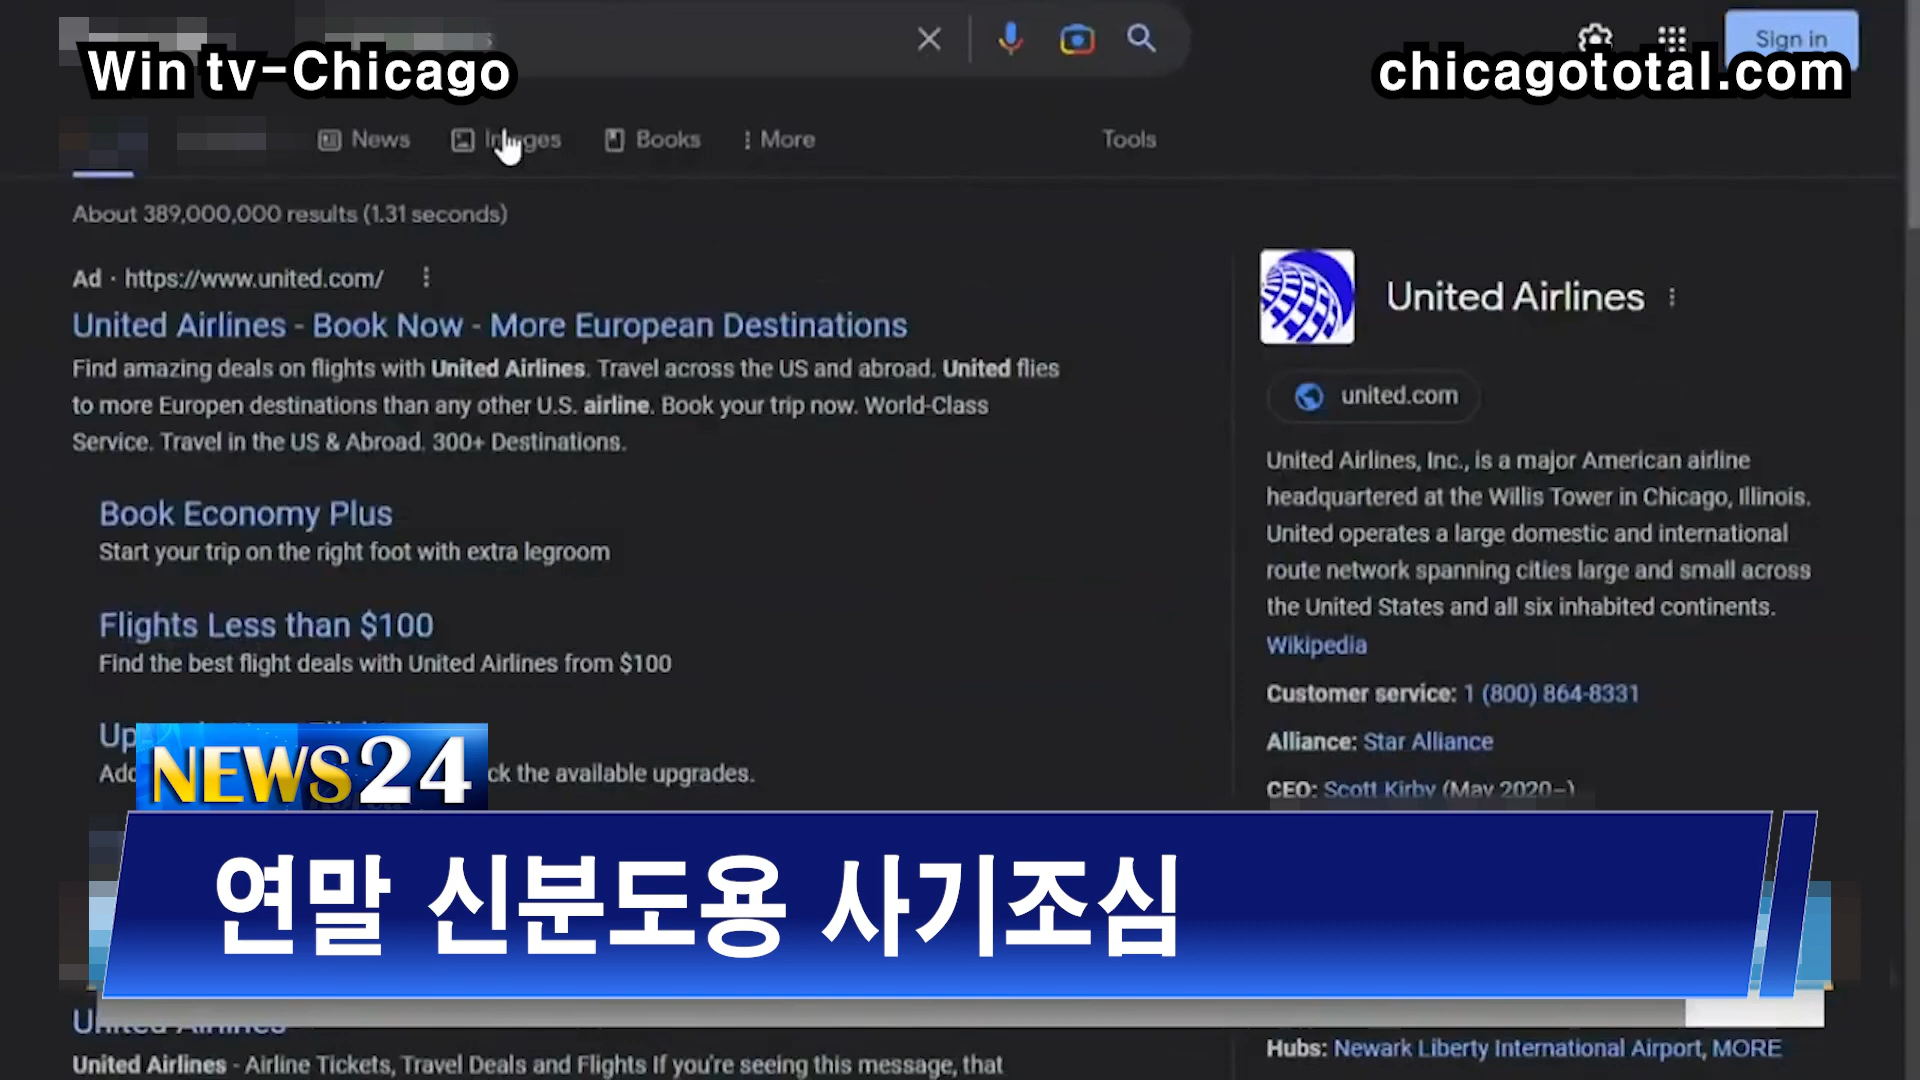 Win tv-Chicago
chicagototal.com
Sign in
News
Images
Books
More
Tools
About 389,000,000 results (1.31 seconds)
Ad · https://www.united.com/
United Airlines - Book Now - More European Destinations
Find amazing deals on flights with United Airlines. Travel across the US and abroad. United flies
to more Europen destinations than any other U.S. airline. Book your trip now. World-Class
Service. Travel in the US & Abroad. 300+ Destinations.
Book Economy Plus
Start your trip on the right foot with extra legroom
Flights Less than $100
Find the best flight deals with United Airlines from $100
the available upgrades.
United Airlines
united.com
United Airlines, Inc., is a major American airline
headquartered at the Willis Tower in Chicago, Illinois.
United operates a large domestic and international
route network spanning cities large and small across
the United States and all six inhabited continents.
Wikipedia
Customer service: 1 (800) 864-8331
Alliance: Star Alliance
CEO: Scott Kirby (May 2020–)
NEWS24
연말 신분도용 사기조심
United Airlines
United Airlines - Airline Tickets, Travel Deals and Flights If you're seeing this message, that
Hubs: Newark Liberty International Airport, MORE